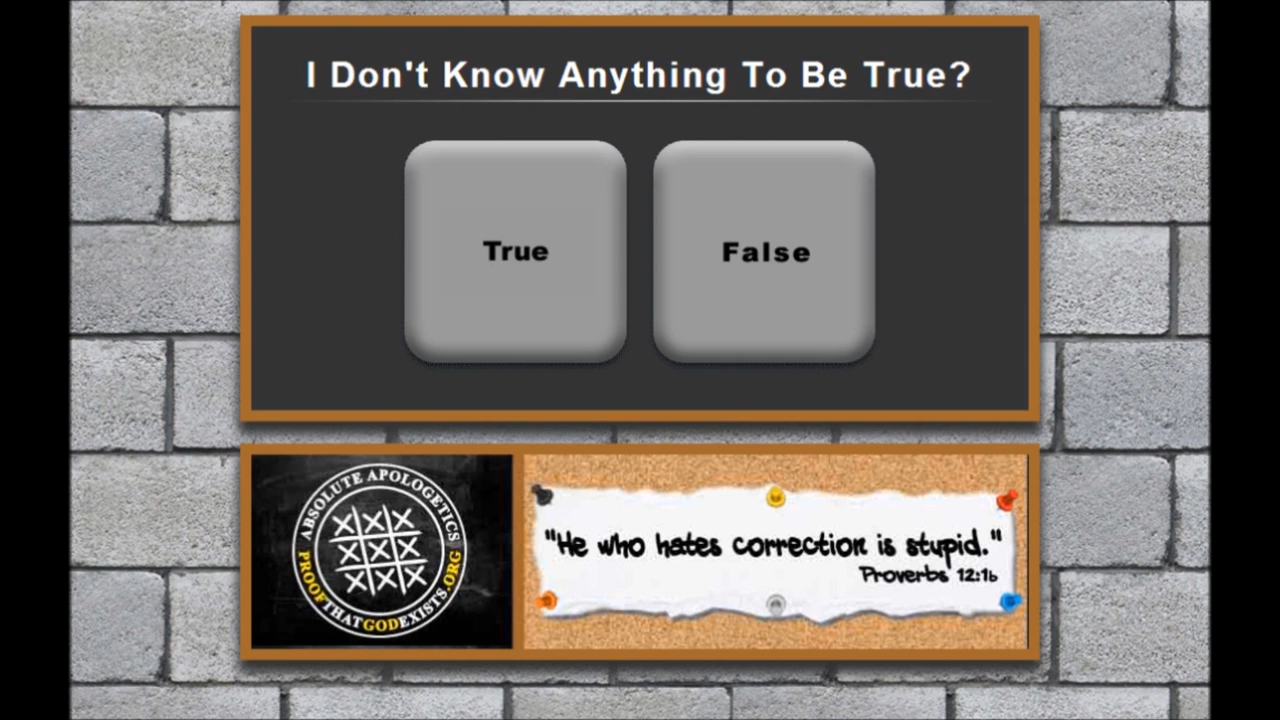 I Don't Know Anything To Be True?
True
False
ABSOLUTE APOLOGETICS
PROOFTHATGODEXISTS.ORG
"He who hates correction is stupid."
Proverbs 12:1b